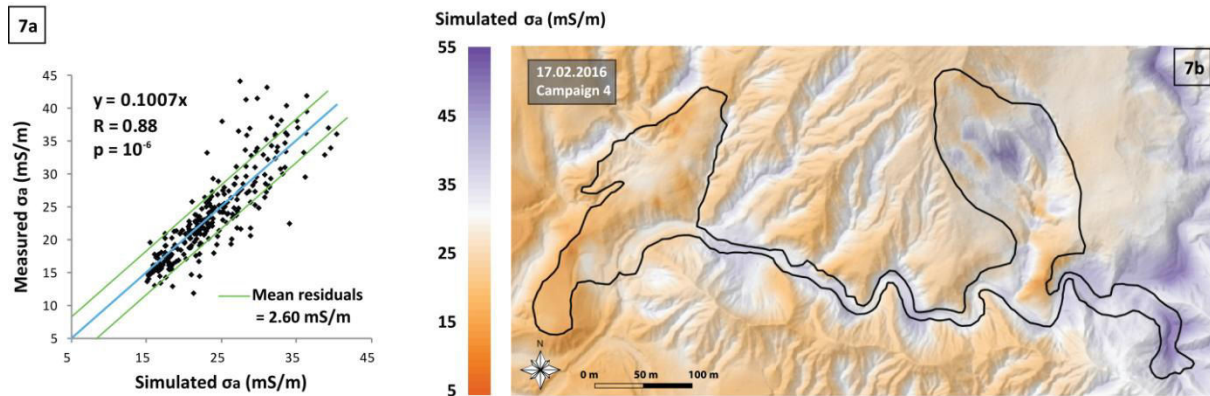 7a
y = 0.1007x
R = 0.88
p = 10⁻⁶
Measured σa (mS/m)
45
40
35
30
25
20
15
10
5
Mean residuals
= 2.60 mS/m
5 15 25 35 45
Simulated σa (mS/m)
Simulated σa (mS/m)
55
45
35
25
15
5
17.02.2016
Campaign 4
7b
N
0 m 50 m 100 m